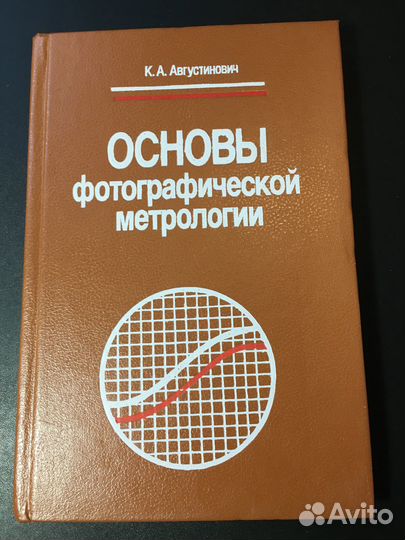 К. А. Августинович
ОСНОВЫ
фотографической
метрологии
Avito